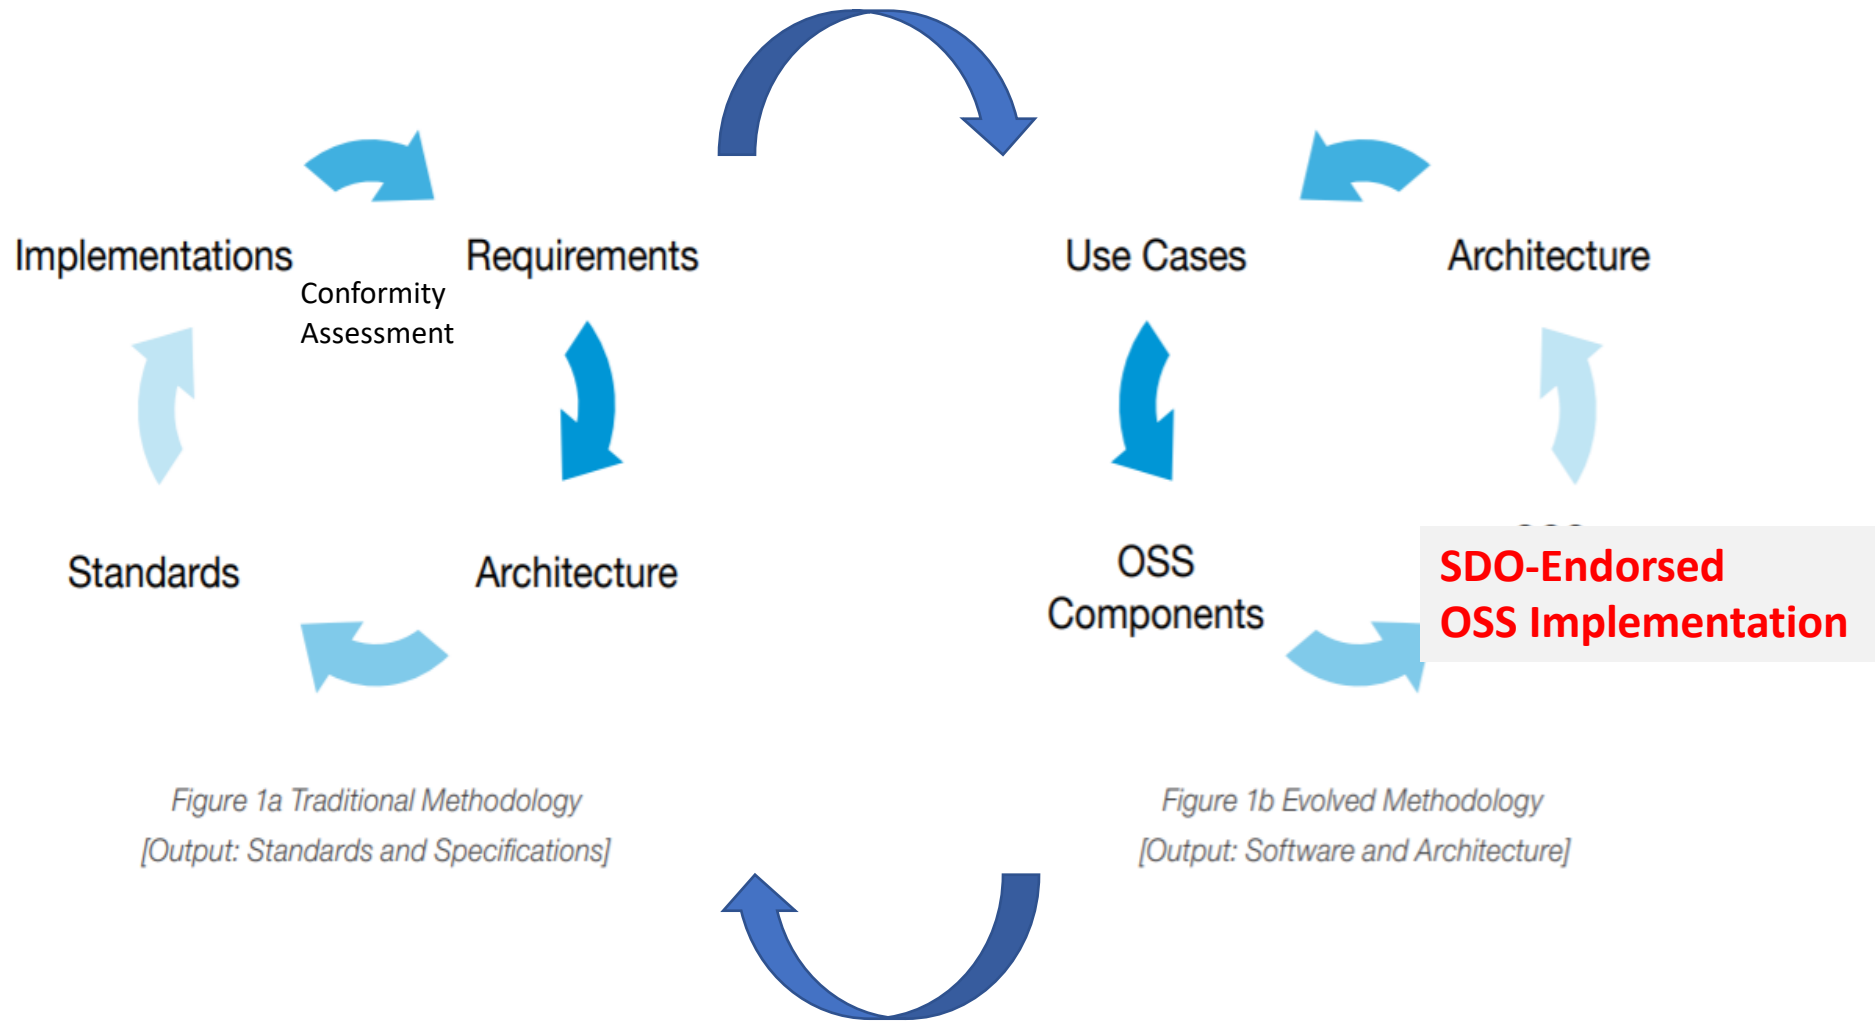 Implementations
Requirements
Conformity
Assessment
Standards
Architecture
Figure 1a Traditional Methodology
[Output: Standards and Specifications]
Use Cases
Architecture
OSS
Components
SDO-Endorsed
OSS Implementation
Figure 1b Evolved Methodology
[Output: Software and Architecture]